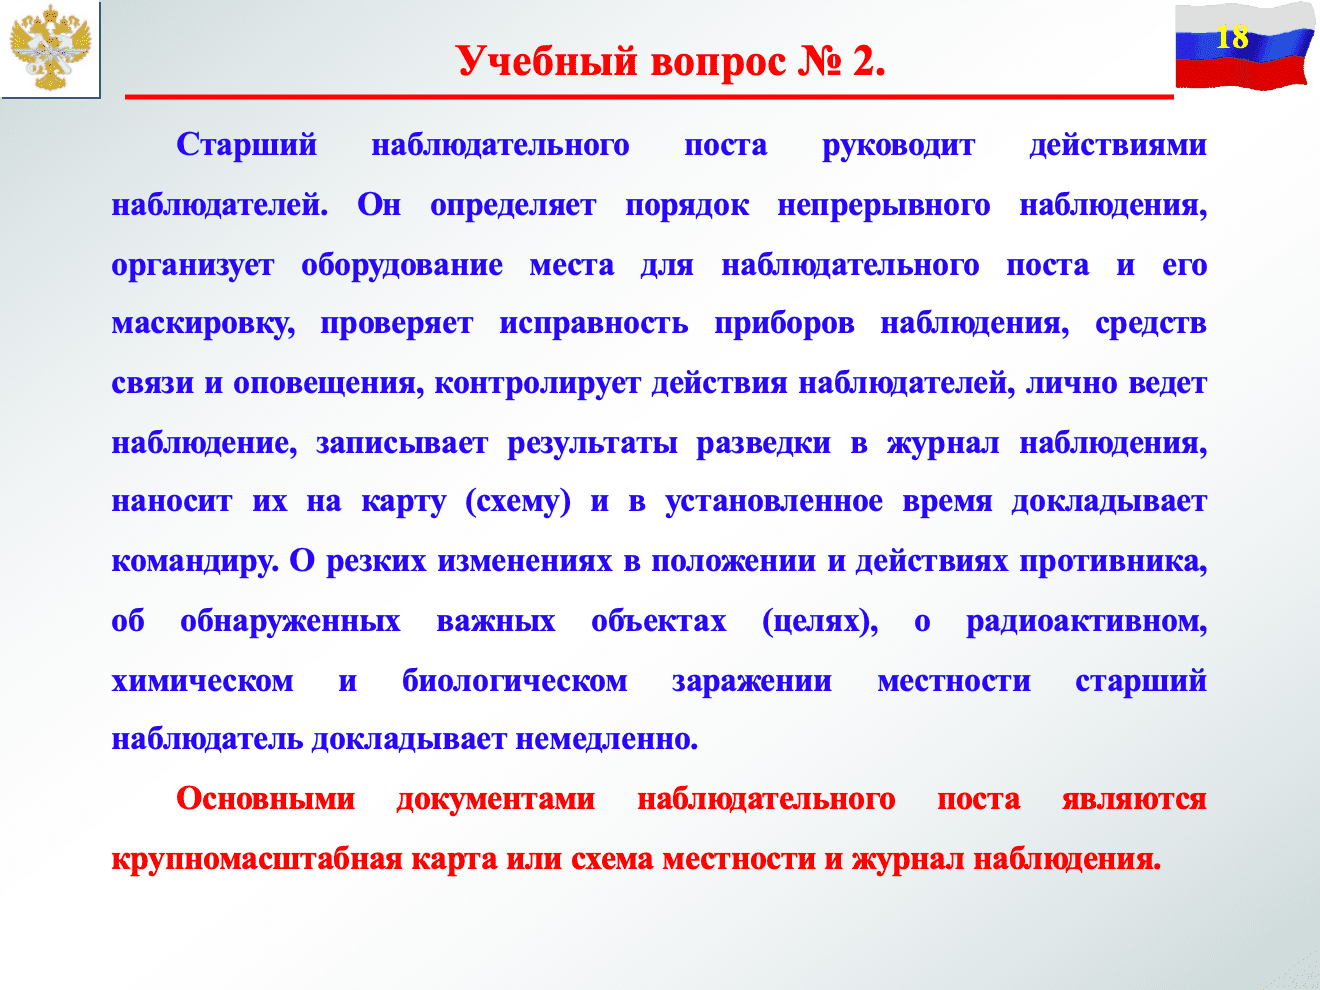 18
Учебный вопрос № 2.
Старший наблюдательного поста руководит действиями
наблюдателей. Он определяет порядок непрерывного наблюдения,
организует оборудование места для наблюдательного поста и его
маскировку, проверяет исправность приборов наблюдения, средств
связи и оповещения, контролирует действия наблюдателей, лично ведет
наблюдение, записывает результаты разведки в журнал наблюдения,
наносит их на карту (схему) и в установленное время докладывает
командиру. О резких изменениях в положении и действиях противника,
об обнаруженных важных объектах (целях), о радиоактивном,
химическом и биологическом заражении местности старший
наблюдатель докладывает немедленно.
Основными документами наблюдательного поста являются
крупномасштабная карта или схема местности и журнал наблюдения.